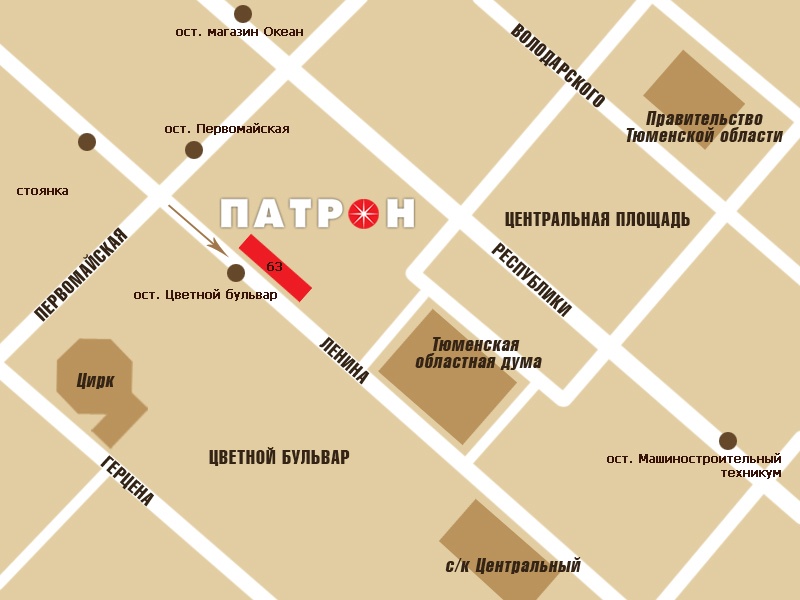 ост. магазин Океан
ВОЛОДАРСКОГО
Правительство
Тюменской области
ост. Первомайская
стоянка
ПАТРОН
ЦЕНТРАЛЬНАЯ ПЛОЩАДЬ
ПЕРВОМАЙСКАЯ
63
РЕСПУБЛИКИ
ост. Цветной бульвар
ЛЕНИНА
Тюменская
областная дума
Цирк
ЦВЕТНОЙ БУЛЬВАР
ГЕРЦЕНА
ост. Машиностроительный
техникум
с/к Центральный